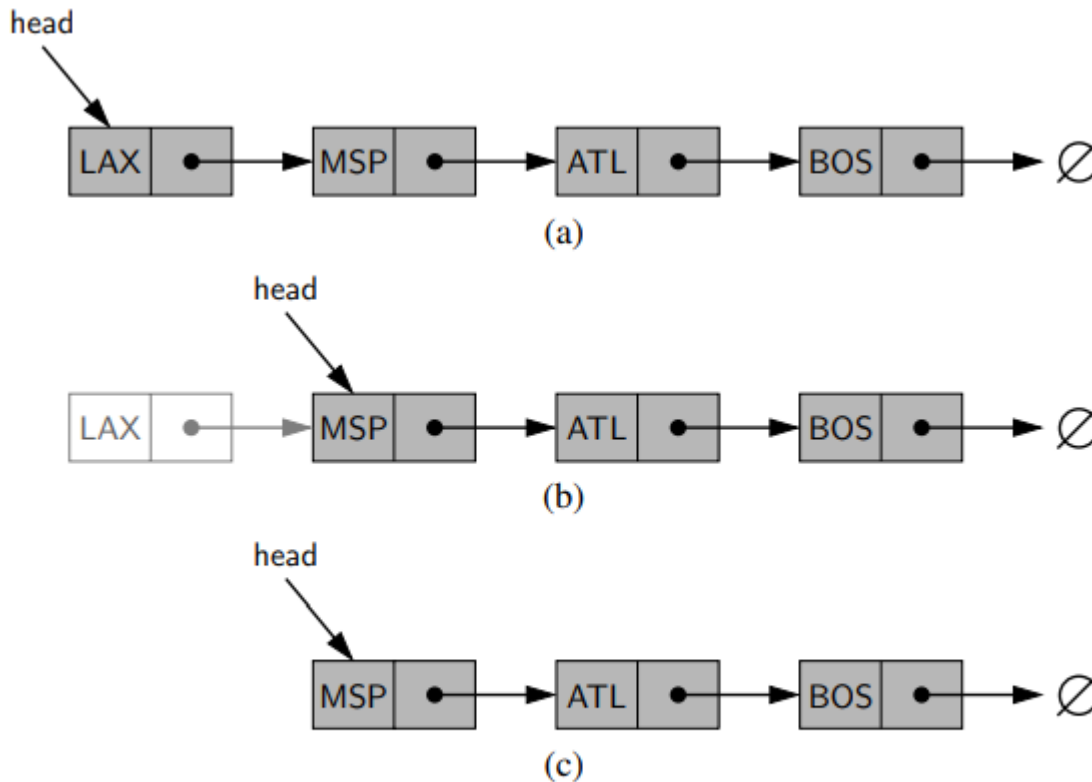 head
LAX MSP ATL BOS ∅
(a)
head
LAX MSP ATL BOS ∅
(b)
head
MSP ATL BOS ∅
(c)